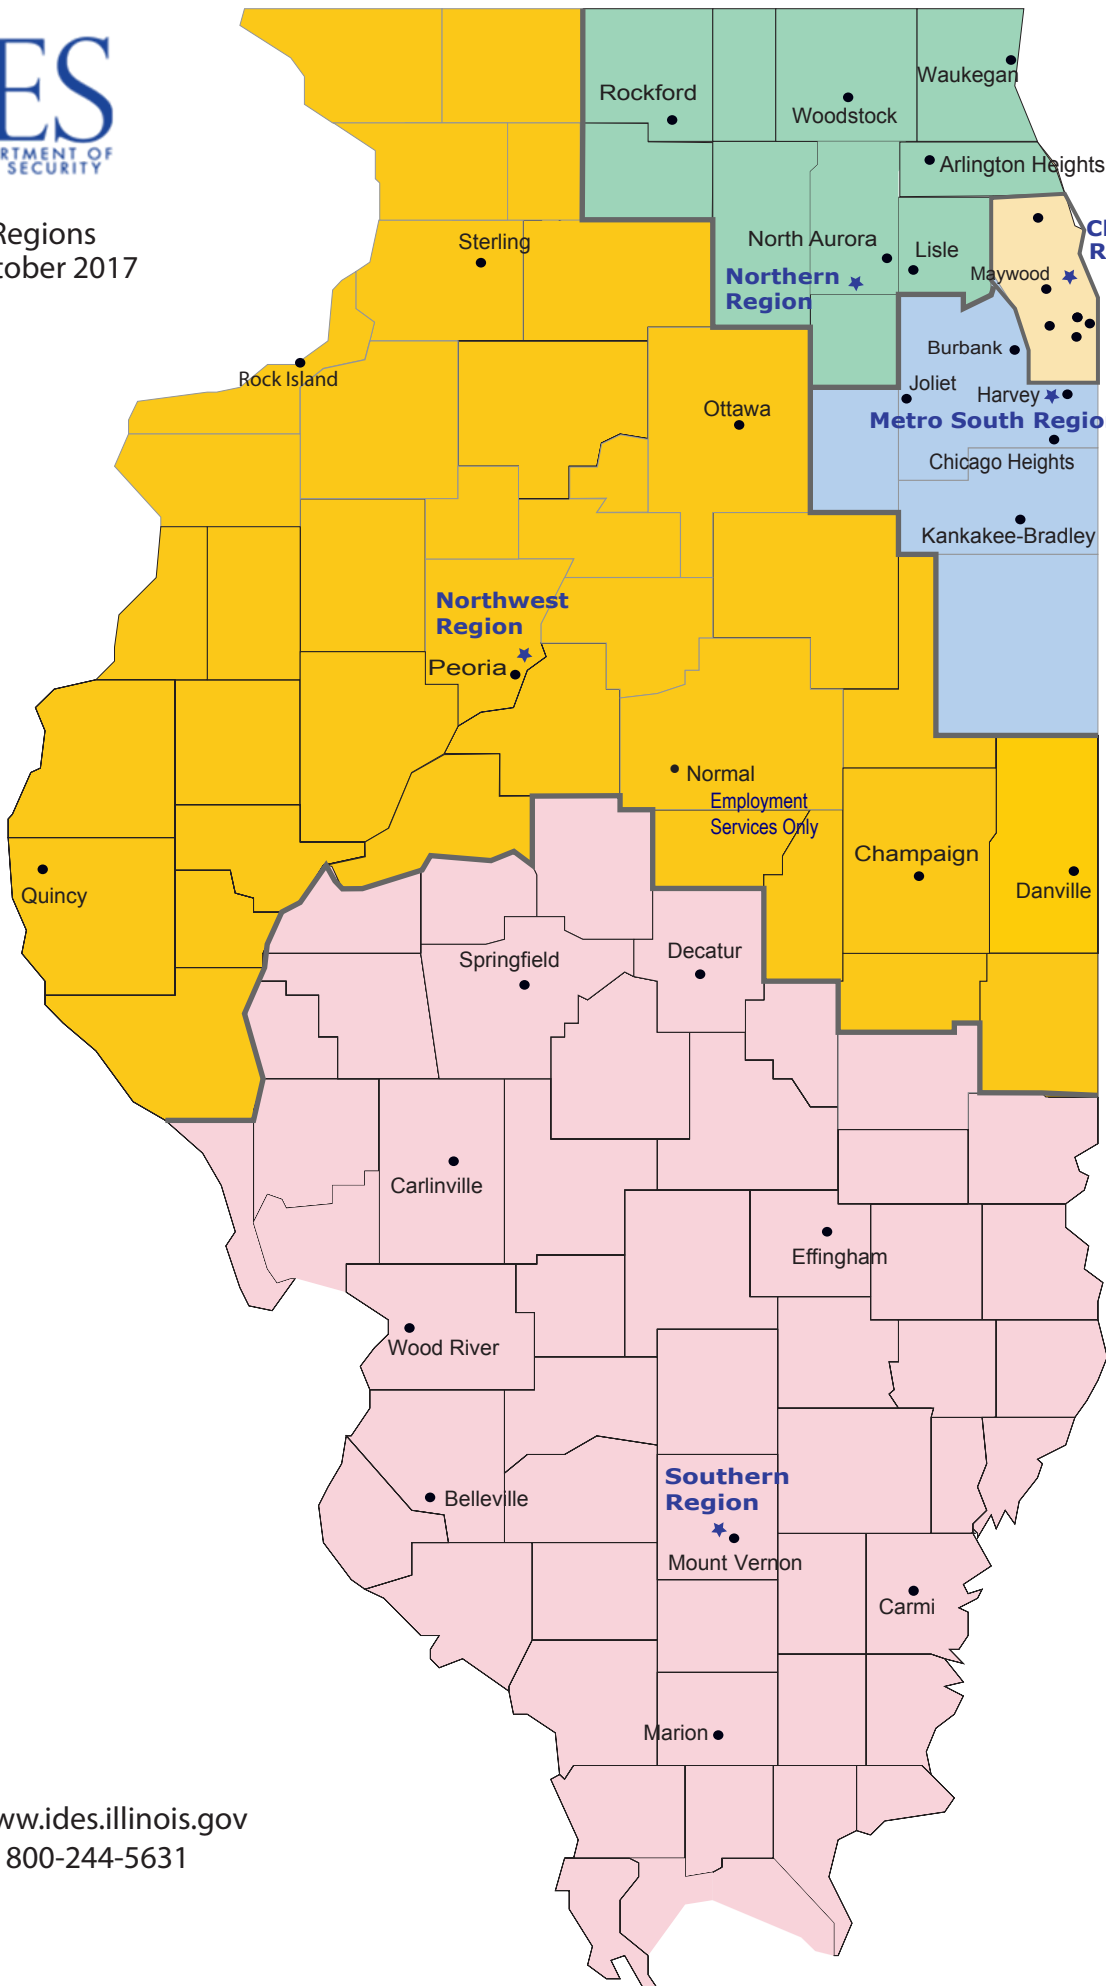 ES
RTMENT OF
SECURITY
Regions
tober 2017
Rockford
Woodstock
Waukegan
Arlington Heights
North Aurora
Lisle
Northern
Region
Maywood
Sterling
Rock Island
Ottawa
Burbank
Joliet
Harvey
Metro South Regio
Chicago Heights
Kankakee-Bradley
Northwest
Region
Peoria
Normal
Employment
Services Only
Champaign
Danville
Quincy
Springfield
Decatur
Carlinville
Effingham
Wood River
Belleville
Southern
Region
Mount Vernon
Carmi
Marion
ww.ides.illinois.gov
800-244-5631